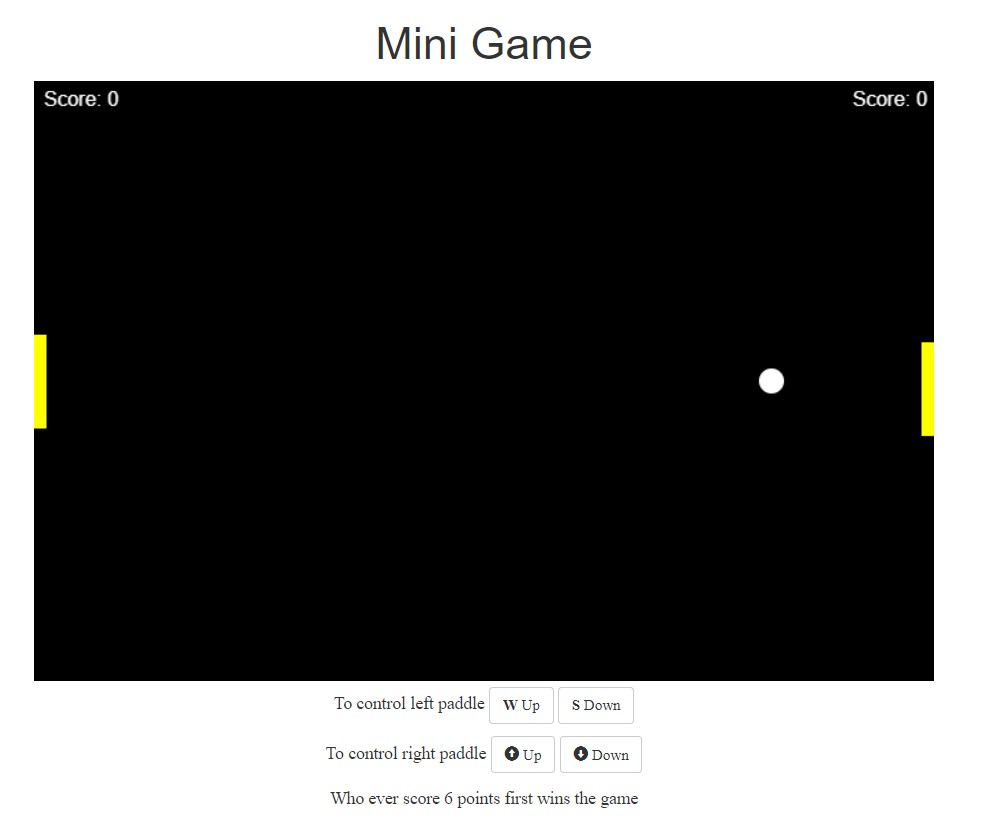 Mini Game
Score: 0 Score: 0
To control left paddle W Up S Down
To control right paddle Up Down
Who ever score 6 points first wins the game